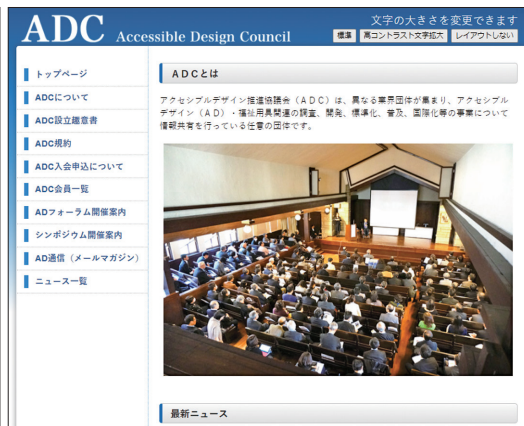 ADC Accessible Design Council
文字の大きさを変更できます
標準 高コントラスト文字拡大 レイアウトしない
トップページ
ADCについて
ADC設立趣意書
ADC規約
ADC入会申込について
ADC会員一覧
ADフォーラム開催案内
シンポジウム開催案内
AD通信（メールマガジン）
ニュース一覧
ＡＤＣとは
アクセシブルデザイン推進協議会（ＡＤＣ）は、異なる業界団体が集まり、アクセシブル
デザイン（ＡＤ）・福祉用具関連の調査、開発、標準化、普及、国際化等の事業について
情報共有を行っている任意の団体です。
最新ニュース